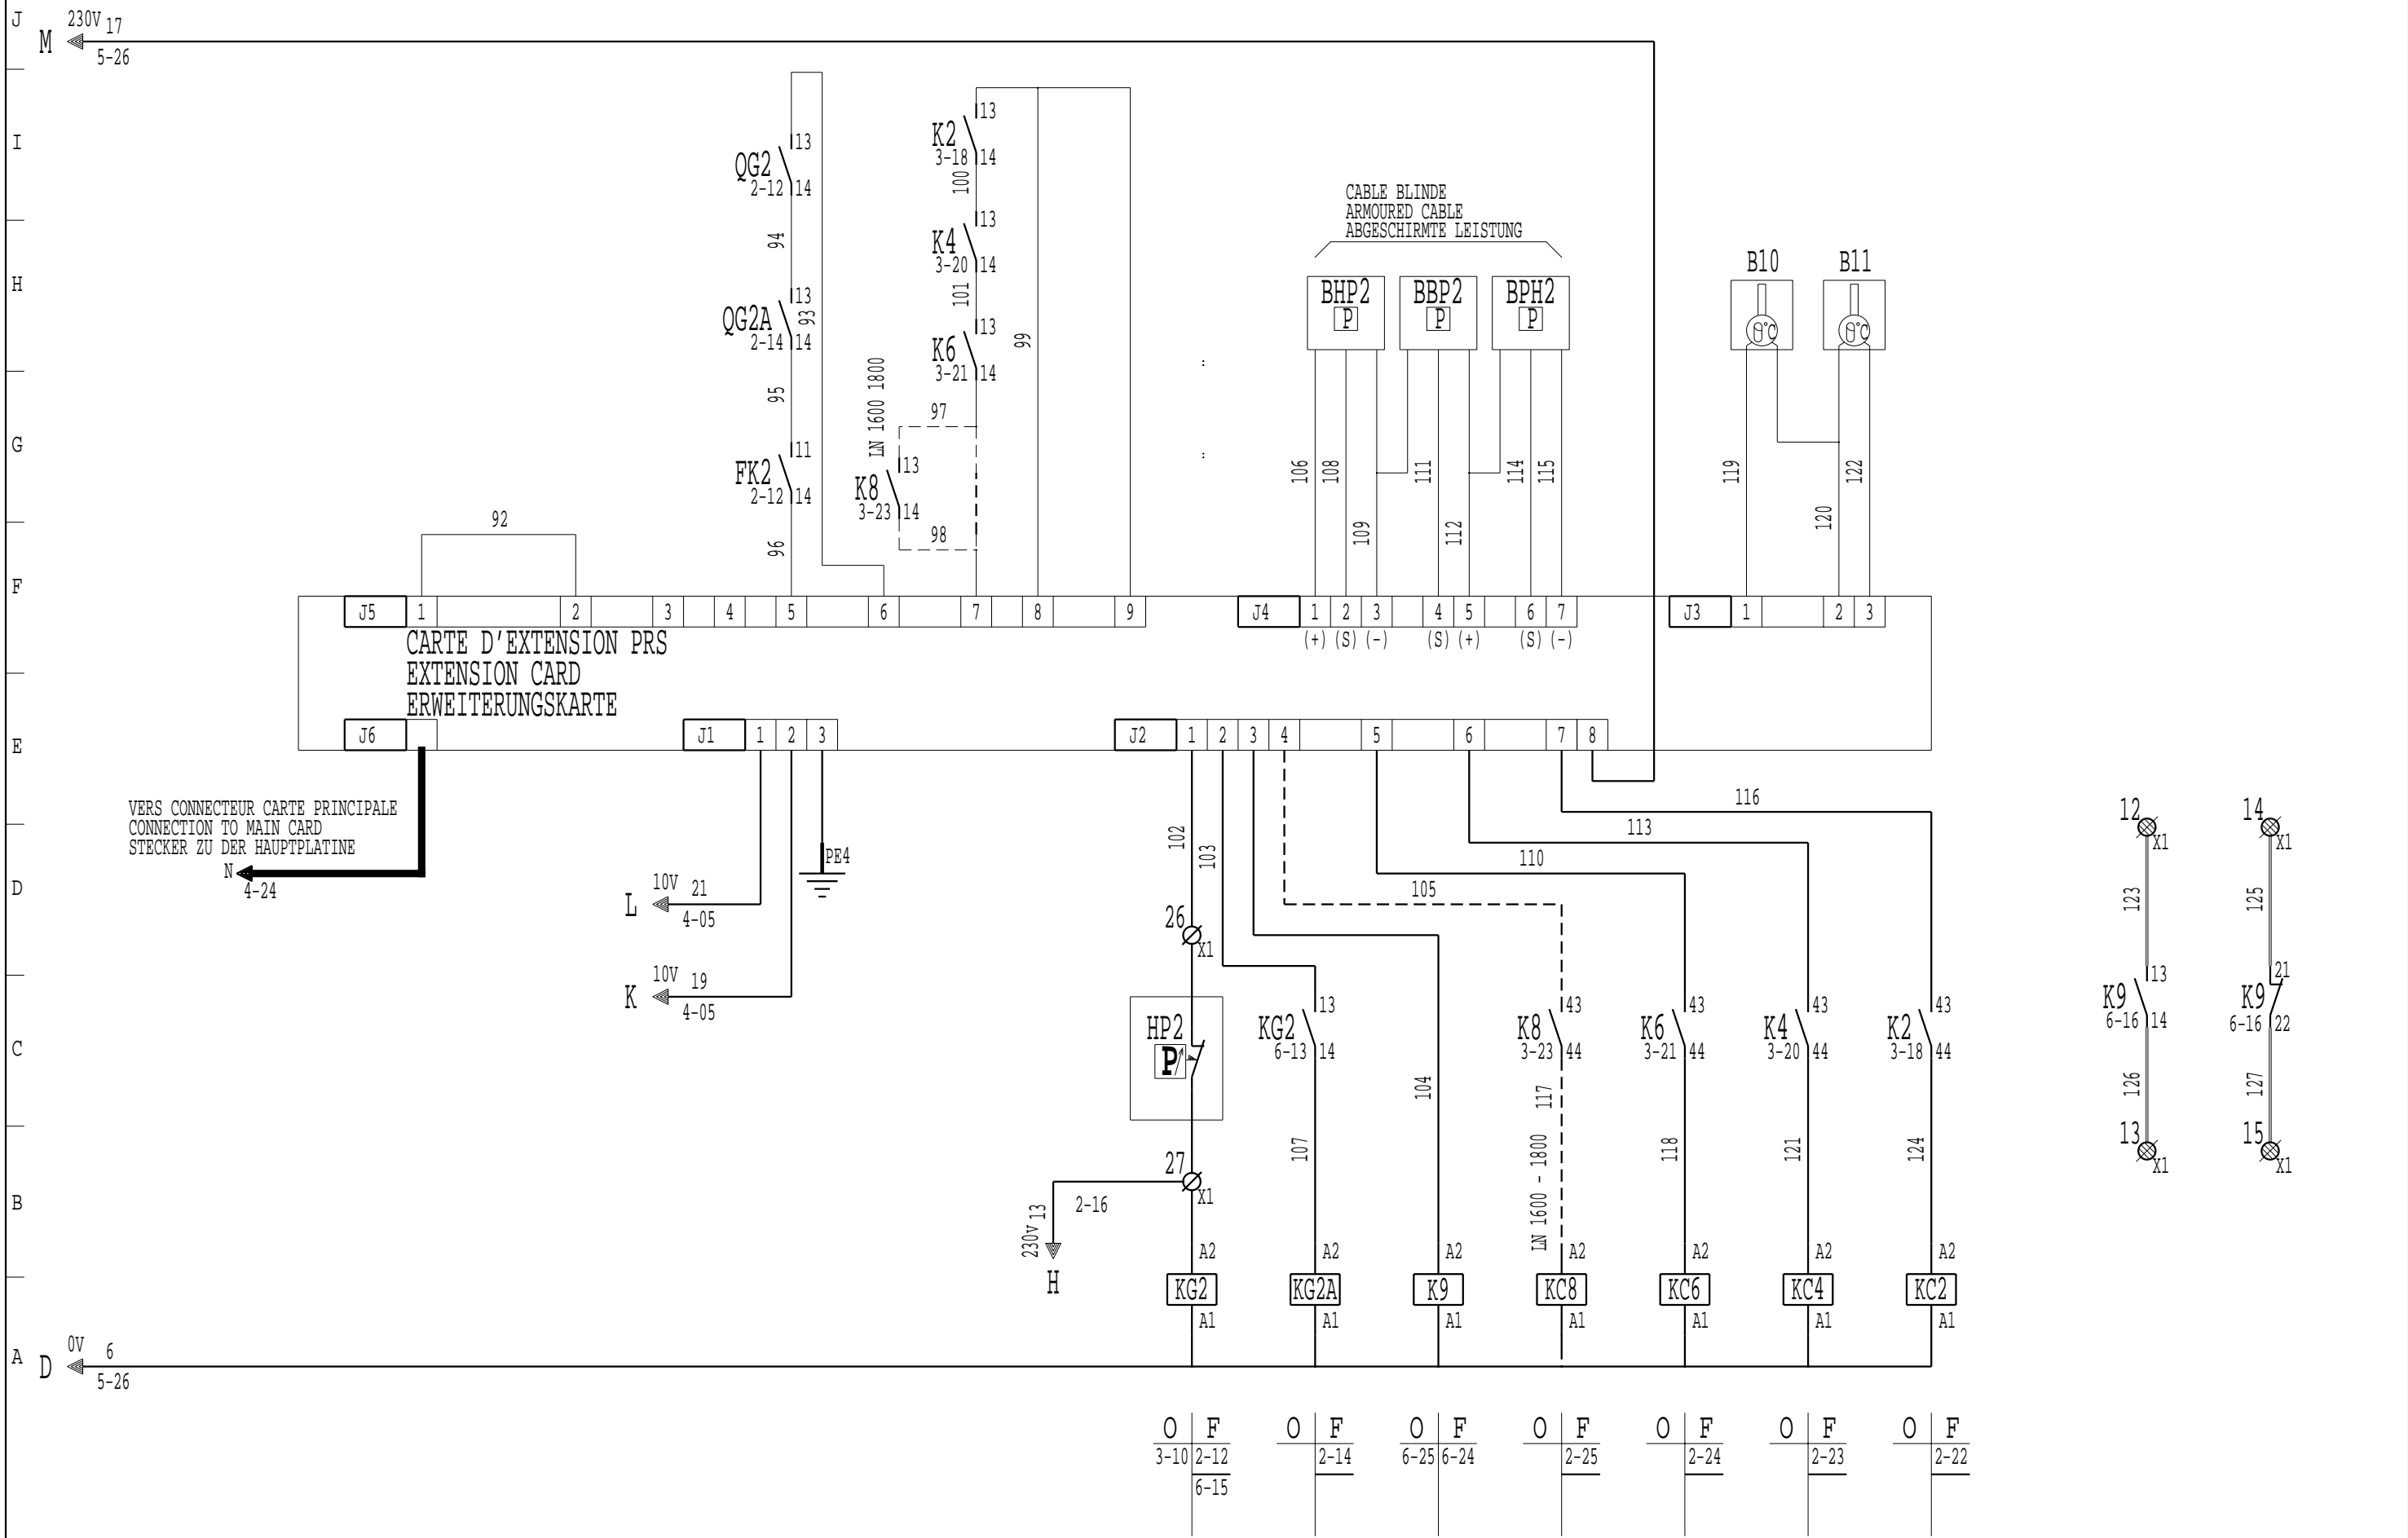 J
230V 17
M
5-26
13
K2
3-18 14
I
13
QG2
2-12 14
100
CABLE BLINDE
ARMOURED CABLE
ABGESCHIRMTE LEISTUNG
13
K4
3-20 14
94
H
B10
B11
BHP2
P
BBP2
P
BPH2
P
θ°C
θ°C
101
13
QG2A
2-14 14
93
13
K6
3-21 14
99
LN 1600 1800
:
95
97
G
11
FK2
2-12 14
13
K8
3-23 14
:
106
108
111
114
115
119
122
92
96
98
109
112
120
F
J5 1 2 3 4 5 6 7 8 9
J4 1 2 3 4 5 6 7
J3 1 2 3
(+) (S) (-) (S) (+) (S) (-)
CARTE D'EXTENSION PRS
EXTENSION CARD
ERWEITERUNGSKARTE
E
J6
J1 1 2 3
J2 1 2 3 4 5 6 7 8
VERS CONNECTEUR CARTE PRINCIPALE
CONNECTION TO MAIN CARD
STECKER ZU DER HAUPTPLATINE
N
4-24
116
113
110
105
102
103
PE4
12
X1
14
X1
D
10V 21
L
4-05
26
X1
123
125
10V 19
K
4-05
C
HP2
P
13
KG2
6-13 14
43
K8
3-23 44
43
K6
3-21 44
43
K4
3-20 44
43
K2
3-18 44
13
K9
6-16 14
21
K9
6-16 22
104
117
126
127
107
LN 1600 - 1800
118
121
124
13
X1
15
X1
27
X1
B
2-16
230v 13
H
A2 A2 A2 A2 A2 A2 A2
KG2 KG2A K9 KC8 KC6 KC4 KC2
A1 A1 A1 A1 A1 A1 A1
A
0V 6
D
5-26
O F O F O F O F O F O F O F
3-10 2-12 2-14 6-25 6-24 2-25 2-24 2-23 2-22
6-15